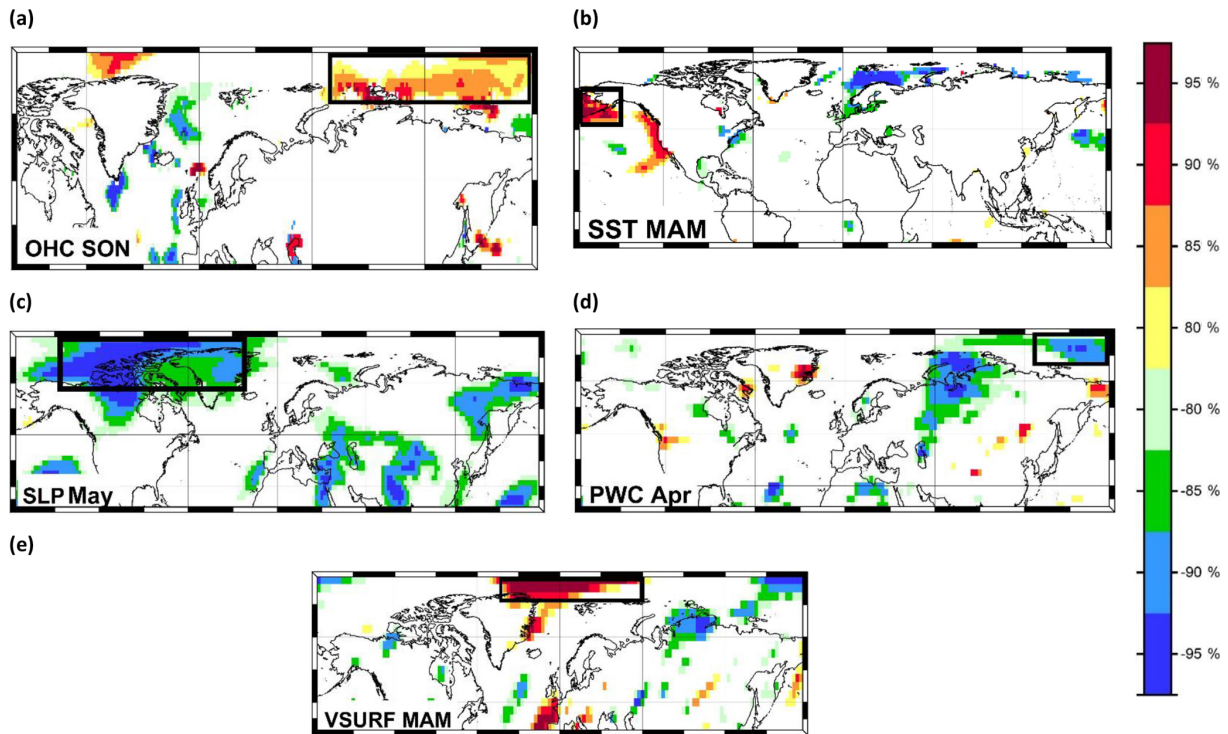 (a)
(b)
OHC SON
SST MAM
(c)
(d)
SLP May
PWC Apr
(e)
VSURF MAM
95 %
90 %
85 %
80 %
-80 %
-85 %
-90 %
-95 %